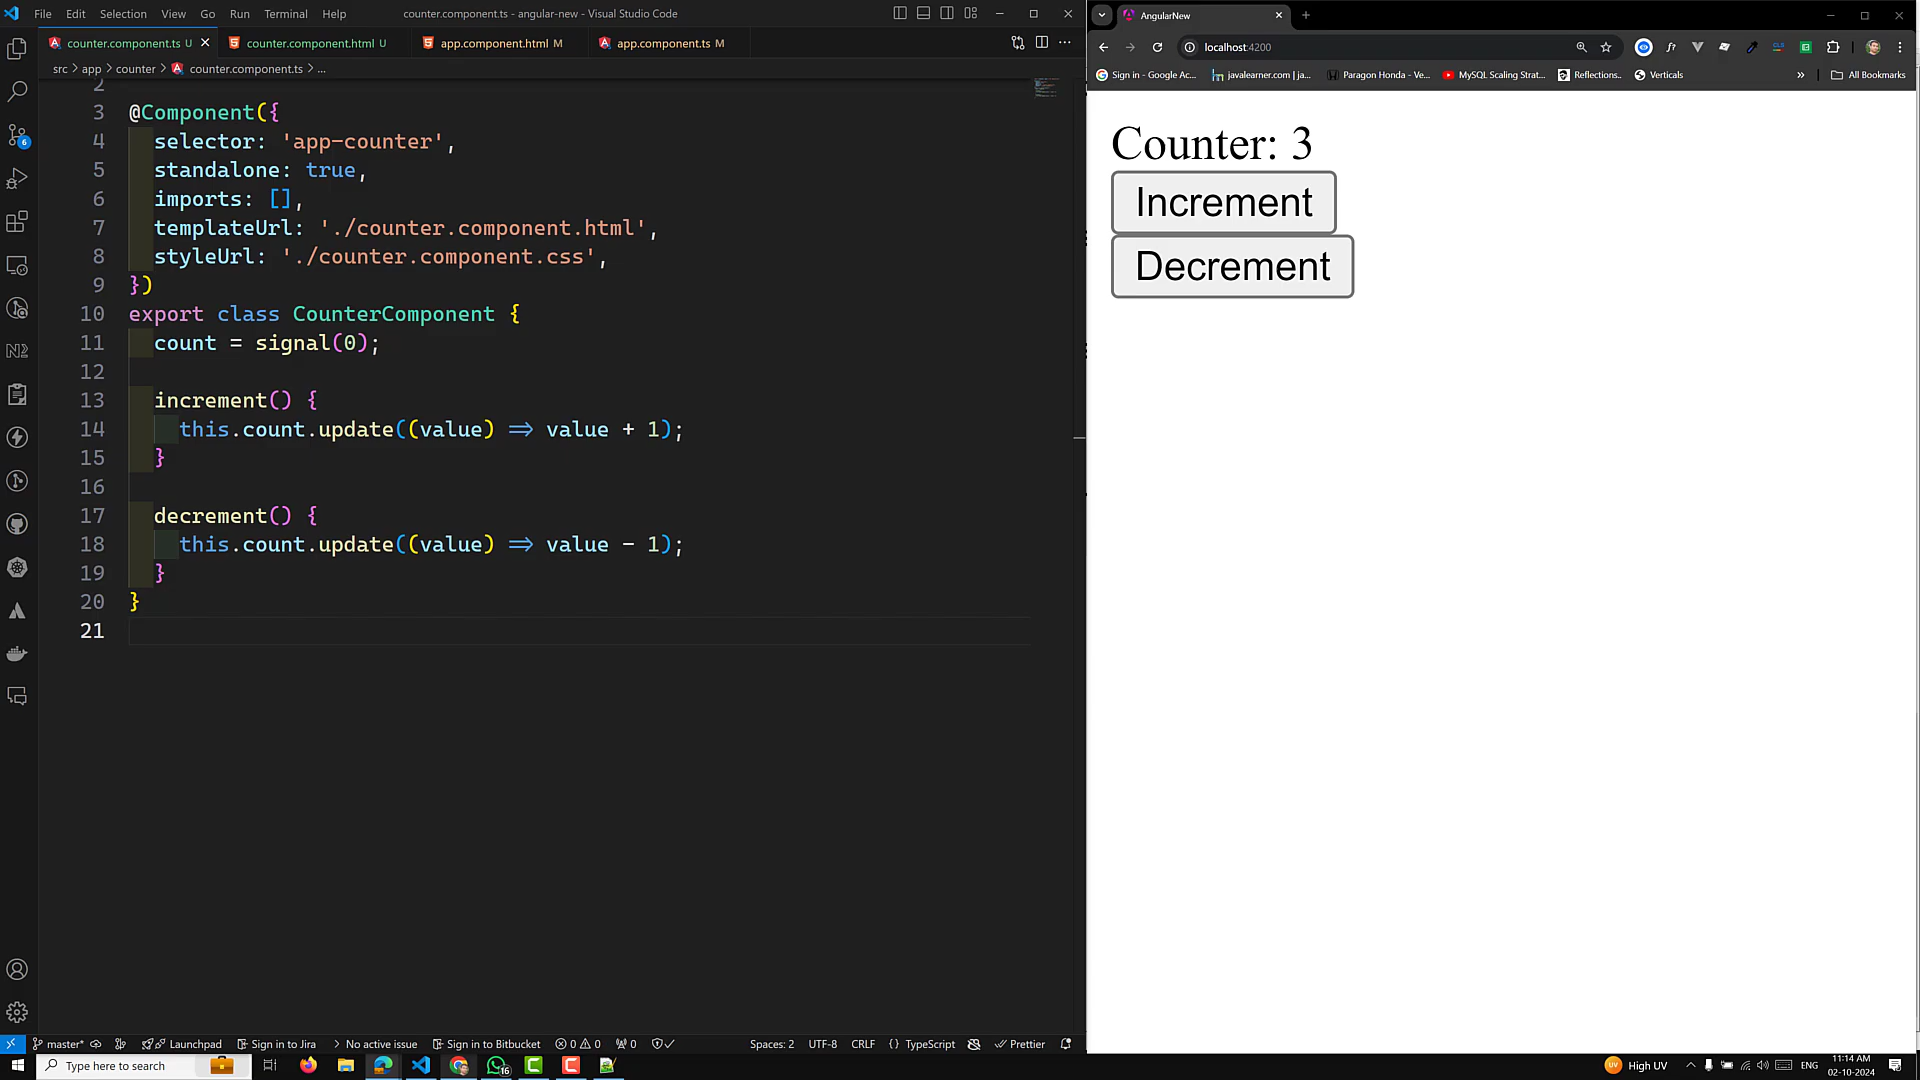 File Edit Selection View Go Run Terminal Help
counter.component.ts - angular-new - Visual Studio Code
counter.component.ts U
counter.component.html U
app.component.html M
app.component.ts M
src > app > counter > counter.component.ts > ...
2
3 @Component({
4 selector: 'app-counter',
5 standalone: true,
6 imports: [],
7 templateUrl: './counter.component.html',
8 styleUrl: './counter.component.css',
9 })
10 export class CounterComponent {
11 count = signal(0);
12
13 increment() {
14 this.count.update((value) => value + 1);
15 }
16
17 decrement() {
18 this.count.update((value) => value - 1);
19 }
20 }
21
6
N2
master*
Launchpad
Sign in to Jira
No active issue
Sign in to Bitbucket
0 0
0
Spaces: 2
UTF-8
CRLF
{ } TypeScript
Prettier
AngularNew
localhost:4200
Sign in - Google Ac...
javalearner.com | ja...
Paragon Honda - Ve...
MySQL Scaling Strat...
Reflections..
Verticals
»
All Bookmarks
Counter: 3
Increment
Decrement
Type here to search
16
High UV
ENG
11:14 AM
02-10-2024